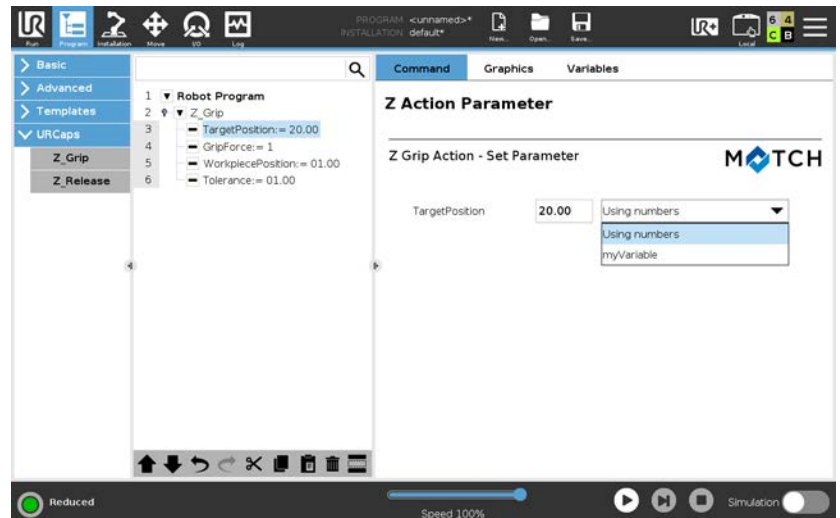 PROGRAM <unnamed>*
INSTALLATION default*
Run
Program
Installation
Move
I/O
Log
New...
Open...
Save...
UR+
Local
6 4
C B
Basic
Advanced
Templates
URCaps
Z_Grip
Z_Release
1 Robot Program
2 Z_Grip
3 TargetPosition:= 20.00
4 GripForce:= 1
5 WorkpiecePosition:= 01.00
6 Tolerance:= 01.00
Command Graphics Variables
Z Action Parameter
Z Grip Action - Set Parameter
MATCH
TargetPosition 20.00 Using numbers
Using numbers
myVariable
Reduced
Speed 100%
Simulation